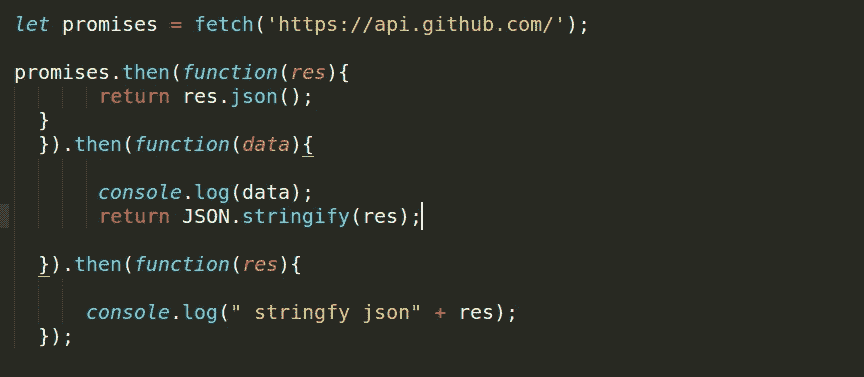 let promises = fetch('https://api.github.com/');
promises.then(function(res){
return res.json();
}
}).then(function(data){
console.log(data);
return JSON.stringify(res);
}).then(function(res){
console.log(" stringfy json" + res);
});